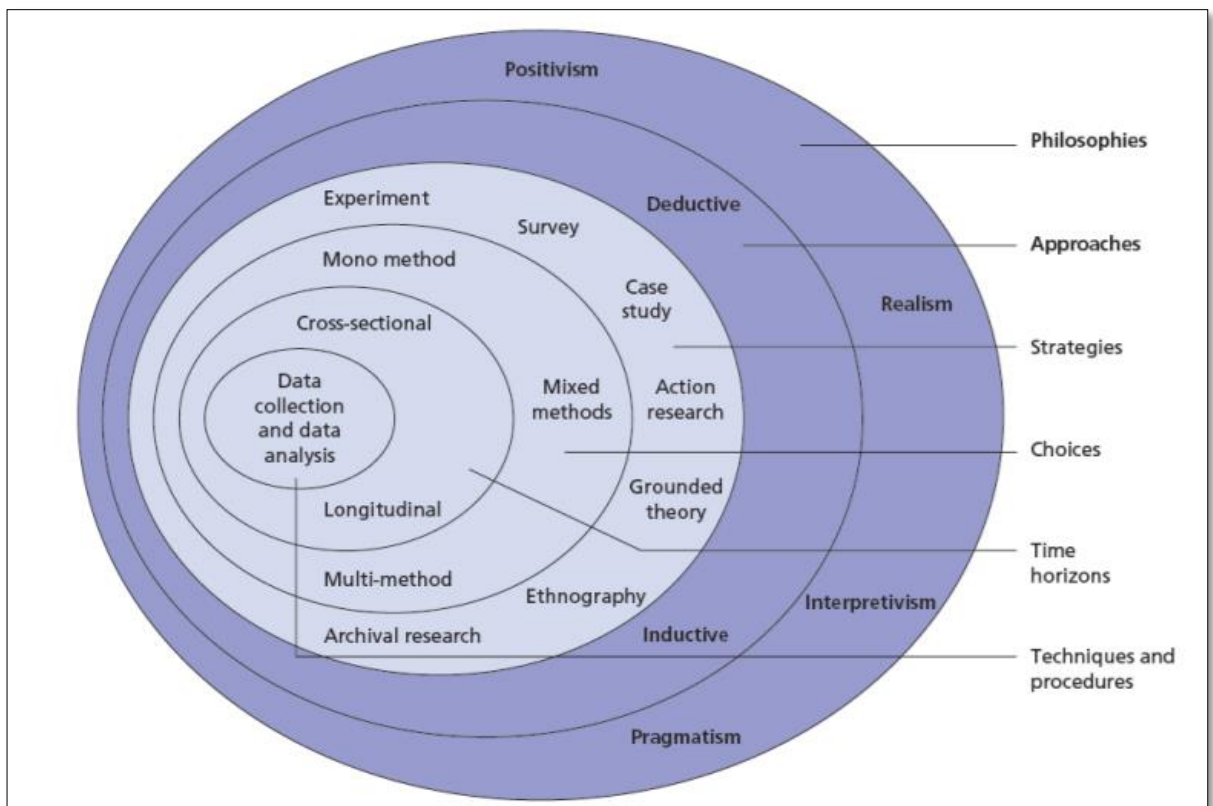 Positivism
Philosophies
Experiment
Deductive
Survey
Approaches
Mono method
Case
study
Realism
Cross-sectional
Strategies
Data
collection
and data
analysis
Mixed
methods
Action
research
Choices
Grounded
theory
Longitudinal
Time
horizons
Multi-method
Ethnography
Interpretivism
Archival research
Inductive
Techniques and
procedures
Pragmatism